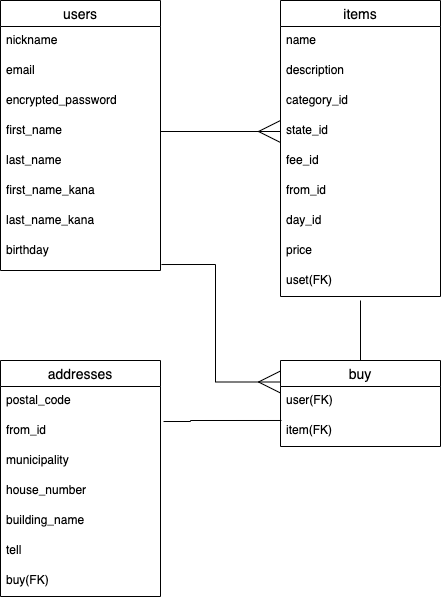 users
nickname
email
encrypted_password
first_name
last_name
first_name_kana
last_name_kana
birthday
items
name
description
category_id
state_id
fee_id
from_id
day_id
price
uset(FK)
addresses
postal_code
from_id
municipality
house_number
building_name
tell
buy(FK)
buy
user(FK)
item(FK)